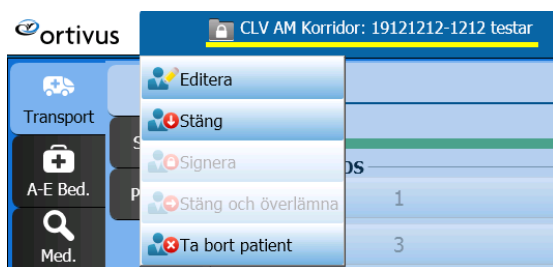 ortivus
CLV AM Korridor: 19121212-1212 testar
Editera
Transport
Stäng
S
Signera
os
A-E Bed.
P
Stäng och överlämna
1
Ta bort patient
3
Med.